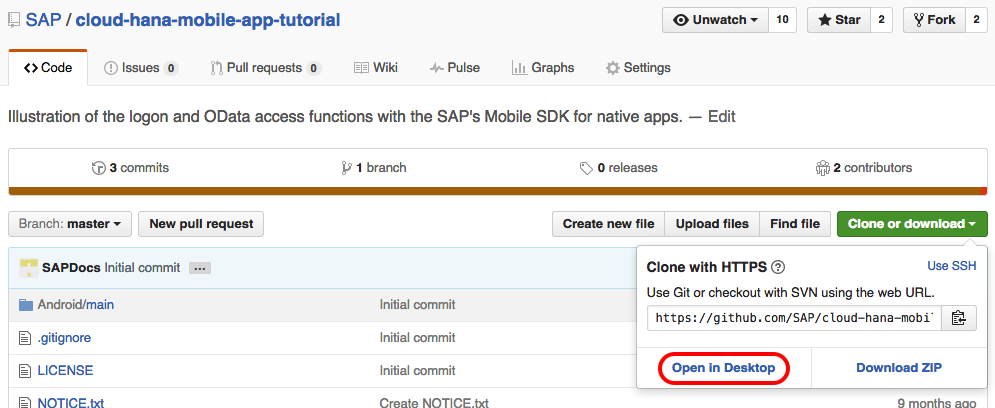 SAP / cloud-hana-mobile-app-tutorial Unwatch 10 Star 2 Fork 2
Code Issues 0 Pull requests 0 Wiki Pulse Graphs Settings
Illustration of the logon and OData access functions with the SAP's Mobile SDK for native apps. — Edit
3 commits 1 branch 0 releases 2 contributors
Branch: master New pull request Create new file Upload files Find file Clone or download
SAPDocs Initial commit ...
Clone with HTTPS ? Use SSH
Use Git or checkout with SVN using the web URL.
https://github.com/SAP/cloud-hana-mobi
Open in Desktop Download ZIP
Android/main Initial commit
.gitignore Initial commit
LICENSE Initial commit
NOTICE.txt Create NOTICE.txt 9 months ago